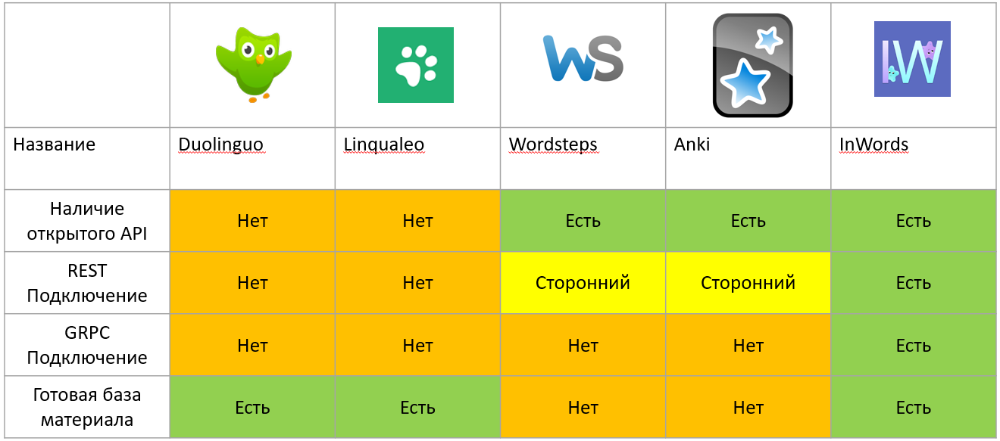 WS
IW
Название
Duolinguo
Linqualeo
Wordsteps
Anki
InWords
Наличие
открытого API
Нет
Нет
Есть
Есть
Есть
REST
Подключение
Нет
Нет
Сторонний
Сторонний
Есть
GRPC
Подключение
Нет
Нет
Нет
Нет
Есть
Готовая база
материала
Есть
Есть
Нет
Нет
Есть